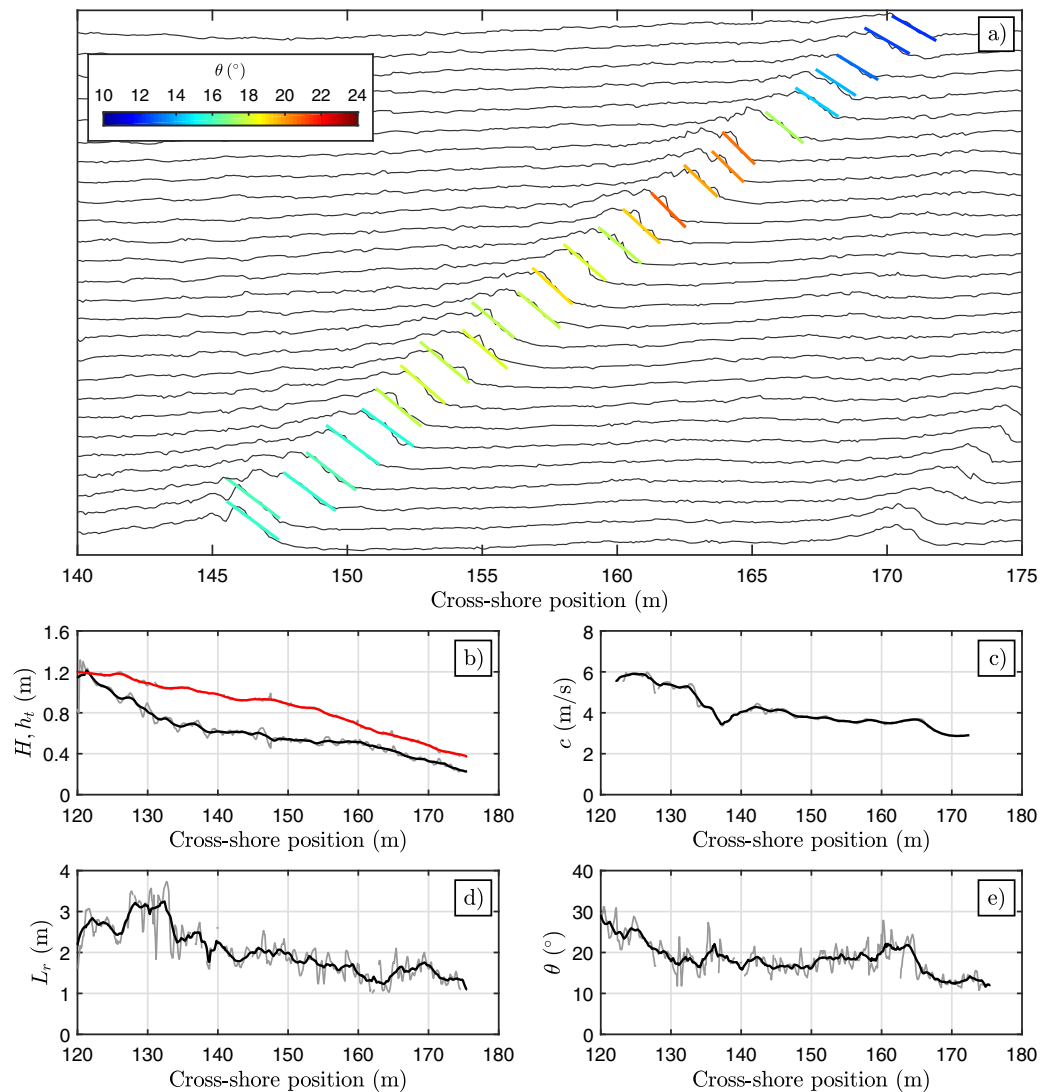 a)
θ (°)
10 12 14 16 18 20 22 24
140 145 150 155 160 165 170 175
Cross-shore position (m)
b)
H, h_t (m)
1.6
1.2
0.8
0.4
0
120 130 140 150 160 170 180
Cross-shore position (m)
c)
c (m/s)
8
6
4
2
0
120 130 140 150 160 170 180
Cross-shore position (m)
d)
L_r (m)
4
3
2
1
0
120 130 140 150 160 170 180
Cross-shore position (m)
e)
θ (°)
40
30
20
10
0
120 130 140 150 160 170 180
Cross-shore position (m)